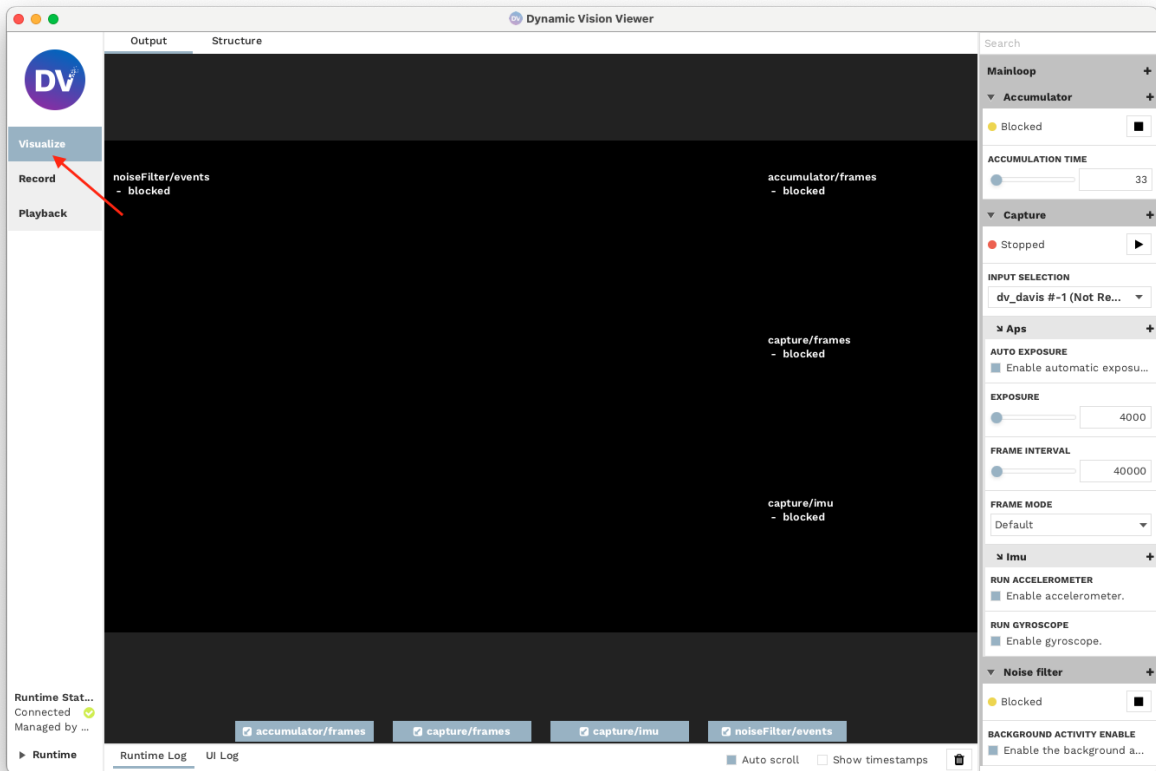 Dynamic Vision Viewer
DV
Visualize
Record
Playback
Runtime Stat...
Connected
Managed by ...
Runtime
Output Structure
noiseFilter/events
- blocked
accumulator/frames
- blocked
capture/frames
- blocked
capture/imu
- blocked
accumulator/frames capture/frames capture/imu noiseFilter/events
Runtime Log UI Log Auto scroll Show timestamps
Search
Mainloop +
Accumulator +
Blocked
ACCUMULATION TIME
33
Capture +
Stopped
INPUT SELECTION
dv_davis #-1 (Not Re...
Aps +
AUTO EXPOSURE
Enable automatic exposu...
EXPOSURE
4000
FRAME INTERVAL
40000
FRAME MODE
Default
Imu +
RUN ACCELEROMETER
Enable accelerometer.
RUN GYROSCOPE
Enable gyroscope.
Noise filter +
Blocked
BACKGROUND ACTIVITY ENABLE
Enable the background a...